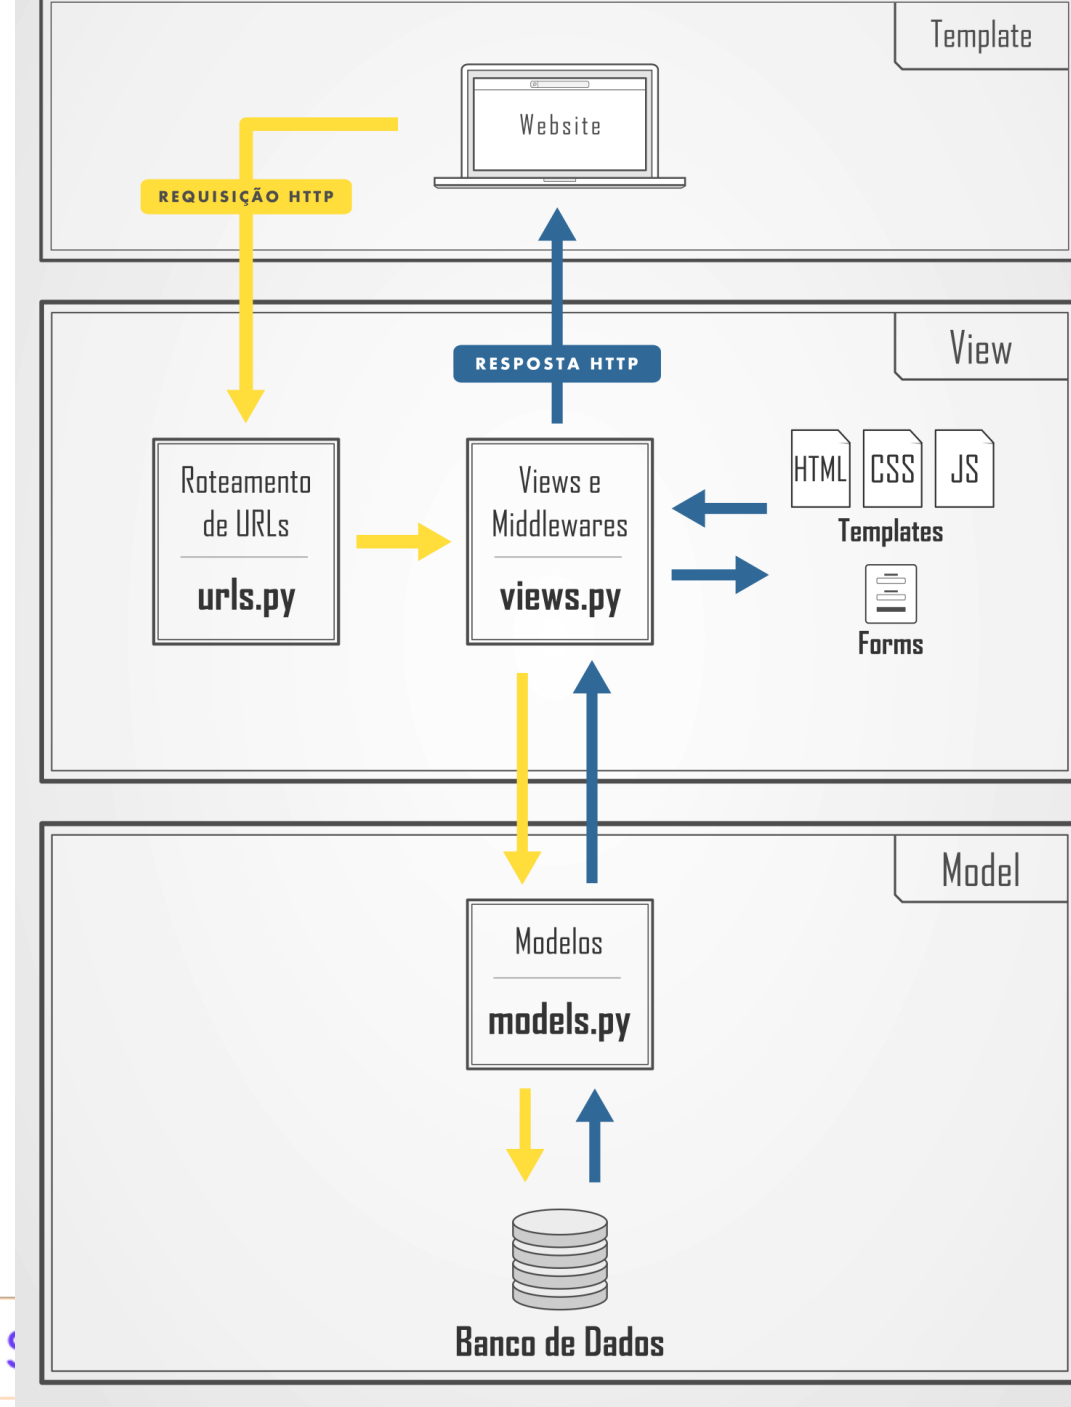 Template
Website
REQUISIÇÃO HTTP
View
RESPOSTA HTTP
Roteamento
de URLs
urls.py
Views e
Middlewares
views.py
HTML CSS JS
Templates
Forms
Model
Modelos
models.py
Banco de Dados